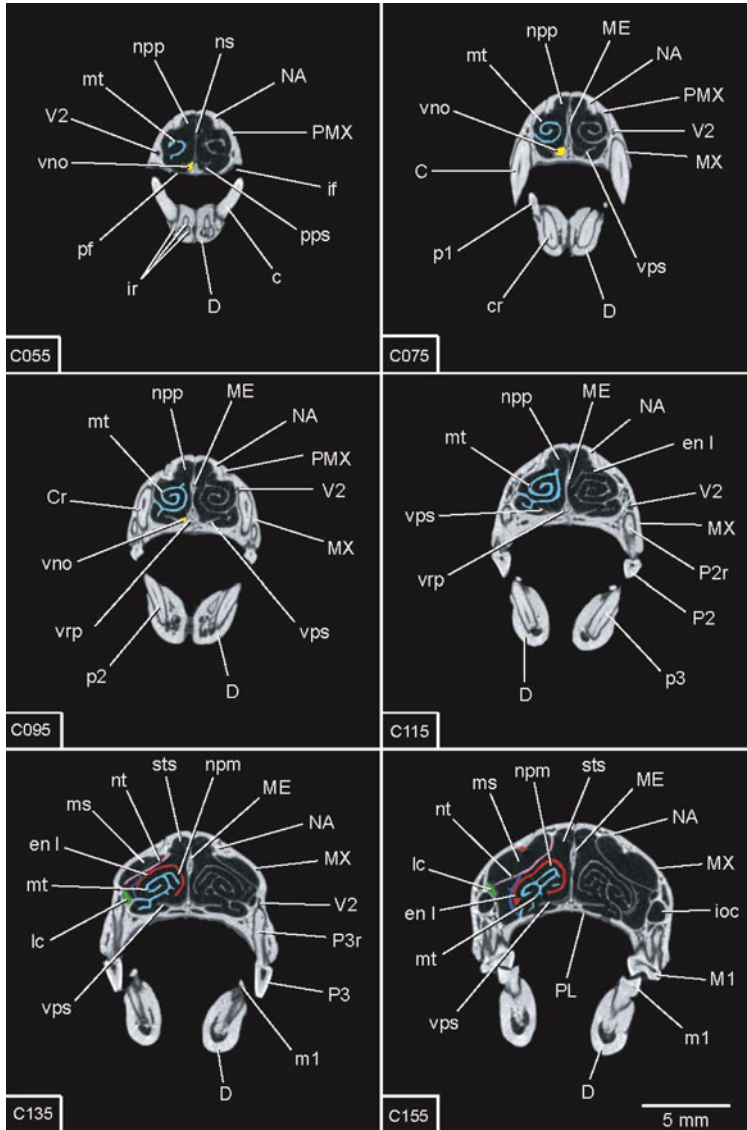 npp
ns
mt
NA
V2
PMX
vno
if
pf
pps
ir
D
c
C055
npp
ME
mt
NA
vno
PMX
V2
C
MX
p1
vps
cr
D
C075
npp
ME
mt
NA
PMX
Cr
V2
vno
MX
vrp
vps
p2
D
C095
npp
ME
mt
NA
en I
V2
vps
MX
vrp
P2r
P2
D
p3
C115
sts
npm
nt
ME
ms
NA
en I
MX
mt
V2
lc
P3r
vps
P3
m1
D
C135
npm
sts
ms
ME
nt
NA
lc
MX
en I
ioc
mt
M1
vps
PL
m1
D
C155
5 mm